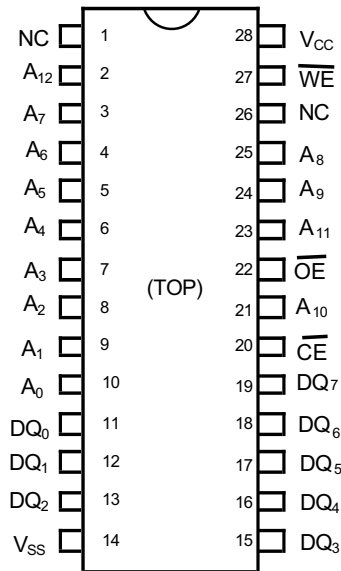 NC 1 28 VCC
A12 2 27 WE
A7 3 26 NC
A6 4 25 A8
A5 5 24 A9
A4 6 23 A11
A3 7 22 OE
(TOP)
A2 8 21 A10
A1 9 20 CE
A0 10 19 DQ7
DQ0 11 18 DQ6
DQ1 12 17 DQ5
DQ2 13 16 DQ4
VSS 14 15 DQ3